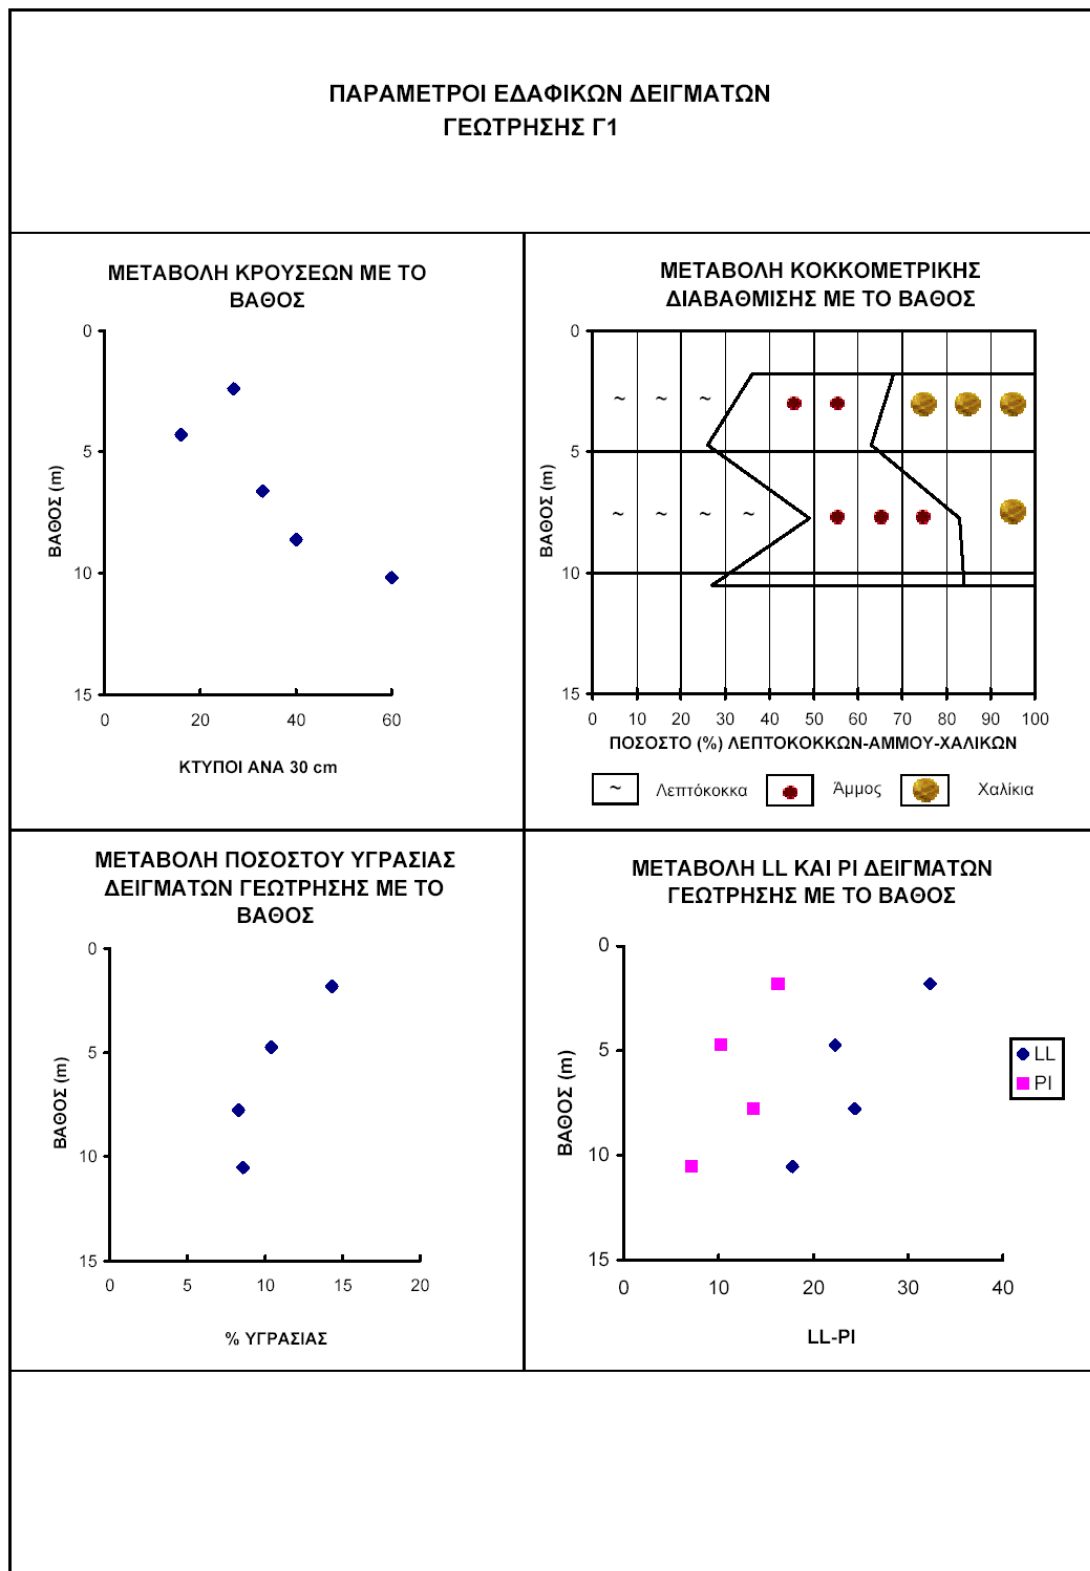 ΠΑΡΑΜΕΤΡΟΙ ΕΔΑΦΙΚΩΝ ΔΕΙΓΜΑΤΩΝ
ΓΕΩΤΡΗΣΗΣ Γ1
ΜΕΤΑΒΟΛΗ ΚΡΟΥΣΕΩΝ ΜΕ ΤΟ
ΒΑΘΟΣ
0
5
10
15
ΒΑΘΟΣ (m)
0 20 40 60
ΚΤΥΠΟΙ ΑΝΑ 30 cm
ΜΕΤΑΒΟΛΗ ΚΟΚΚΟΜΕΤΡΙΚΗΣ
ΔΙΑΒΑΘΜΙΣΗΣ ΜΕ ΤΟ ΒΑΘΟΣ
0
5
10
15
ΒΑΘΟΣ (m)
~ ~ ~
~ ~ ~ ~
0 10 20 30 40 50 60 70 80 90 100
ΠΟΣΟΣΤΟ (%) ΛΕΠΤΟΚΟΚΚΩΝ-ΑΜΜΟΥ-ΧΑΛΙΚΩΝ
~ Λεπτόκοκκα Άμμος Χαλίκια
ΜΕΤΑΒΟΛΗ ΠΟΣΟΣΤΟΥ ΥΓΡΑΣΙΑΣ
ΔΕΙΓΜΑΤΩΝ ΓΕΩΤΡΗΣΗΣ ΜΕ ΤΟ
ΒΑΘΟΣ
0
5
10
15
ΒΑΘΟΣ (m)
0 5 10 15 20
% ΥΓΡΑΣΙΑΣ
ΜΕΤΑΒΟΛΗ LL ΚΑΙ PI ΔΕΙΓΜΑΤΩΝ
ΓΕΩΤΡΗΣΗΣ ΜΕ ΤΟ ΒΑΘΟΣ
0
5
10
15
ΒΑΘΟΣ (m)
0 10 20 30 40
LL-PI
LL
PI